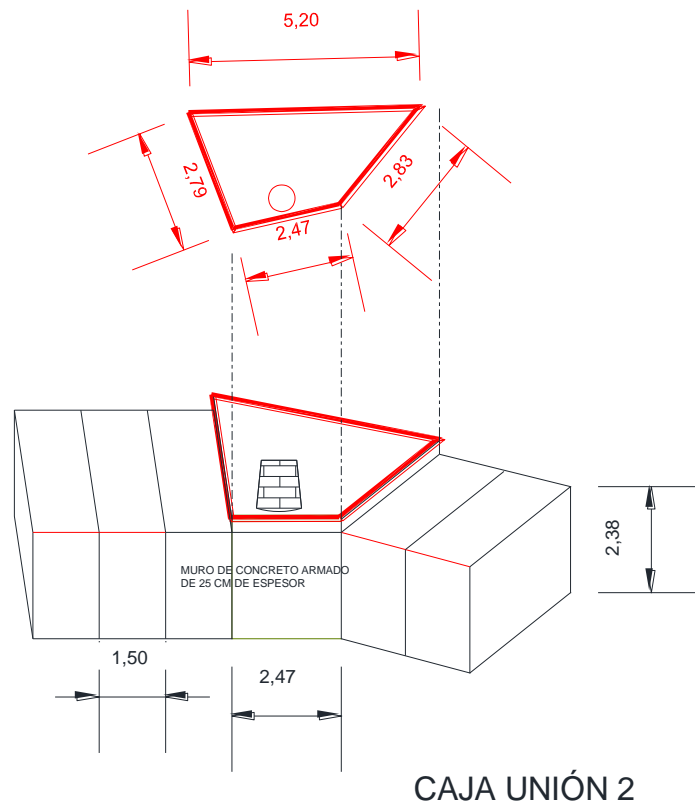 5,20
2,79
2,83
2,47
2,38
MURO DE CONCRETO ARMADO
DE 25 CM DE ESPESOR
1,50
2,47
CAJA UNIÓN 2